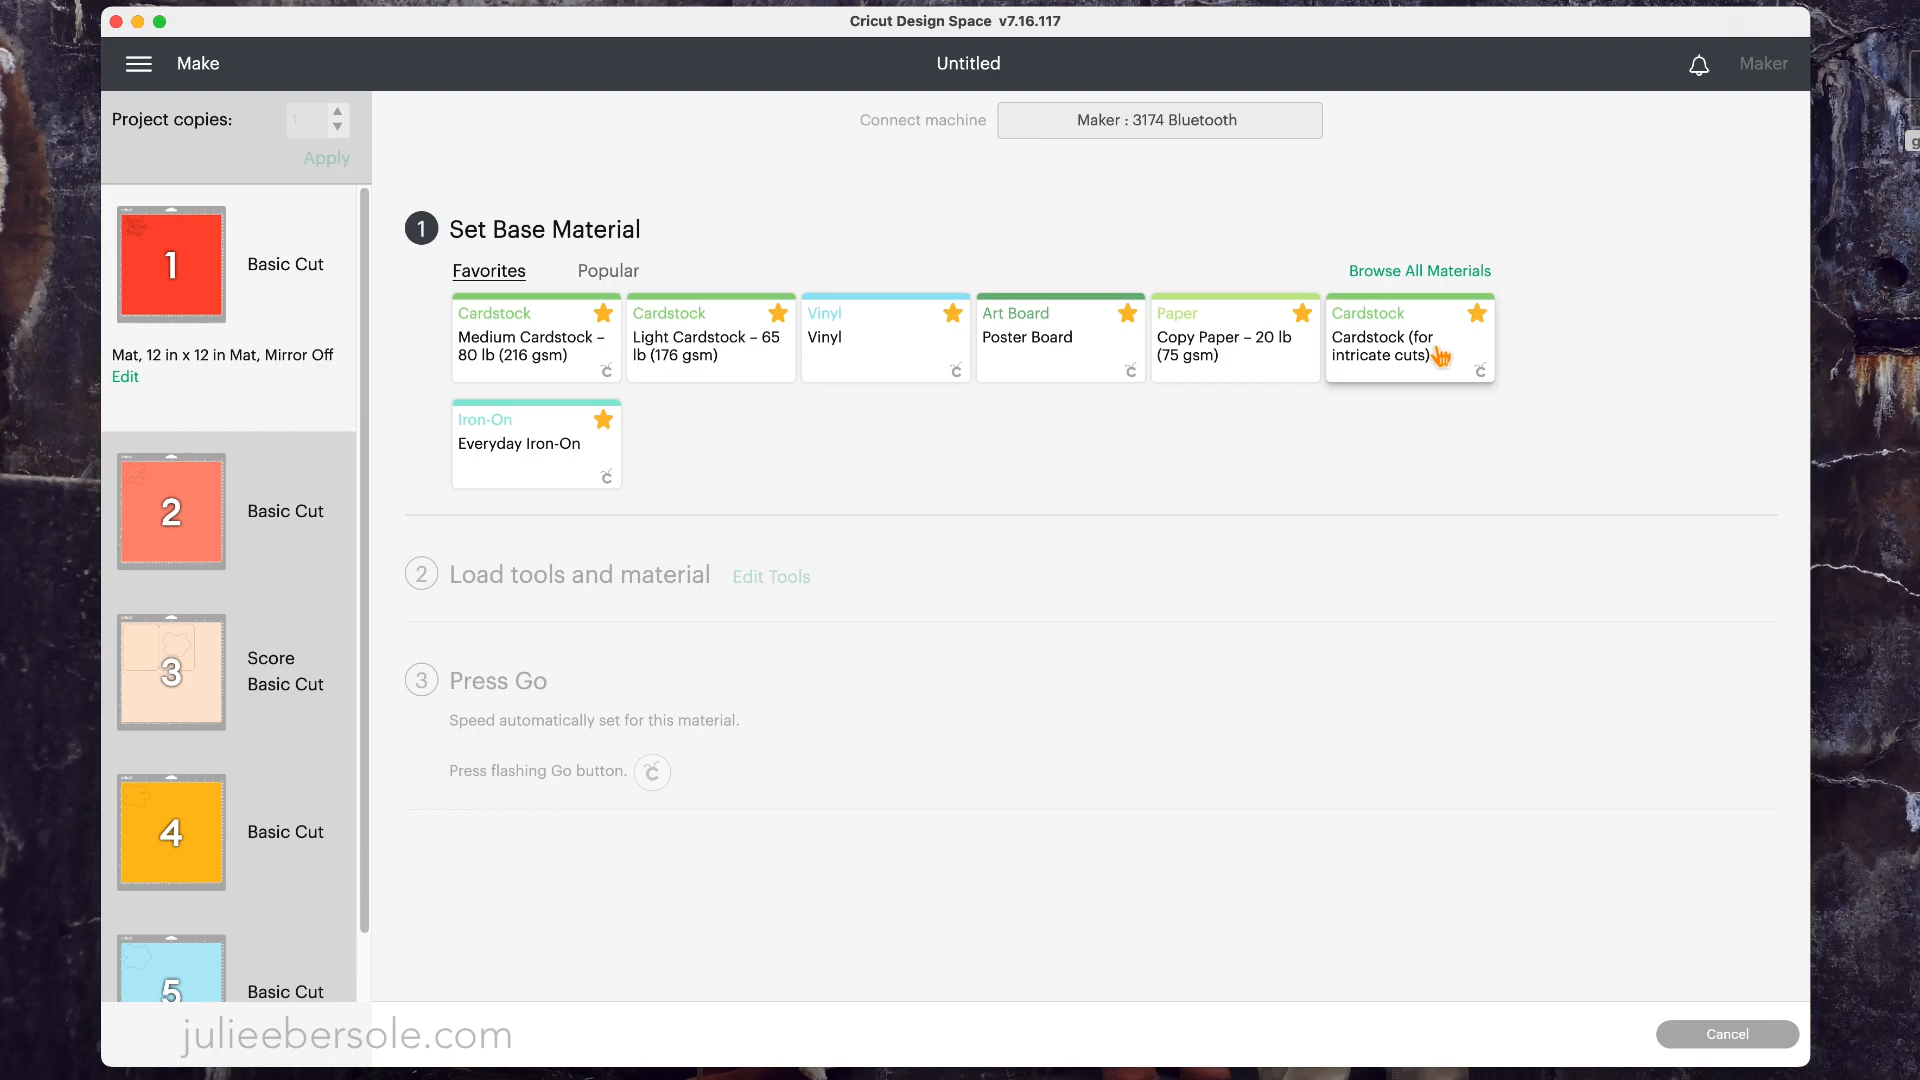 Cricut Design Space v7.16.117
Make
Untitled
Maker
Project copies:
1
Apply
Connect machine
Maker : 3174 Bluetooth
1
Basic Cut
Mat, 12 in x 12 in Mat, Mirror Off
Edit
2
Basic Cut
3
Score
Basic Cut
4
Basic Cut
5
Basic Cut
1 Set Base Material
Favorites
Popular
Browse All Materials
Cardstock
Medium Cardstock –
80 lb (216 gsm)
Cardstock
Light Cardstock – 65
lb (176 gsm)
Vinyl
Vinyl
Art Board
Poster Board
Paper
Copy Paper – 20 lb
(75 gsm)
Cardstock
Cardstock (for
intricate cuts)
Iron-On
Everyday Iron-On
2 Load tools and material Edit Tools
3 Press Go
Speed automatically set for this material.
Press flashing Go button.
julieebersole.com
Cancel
g